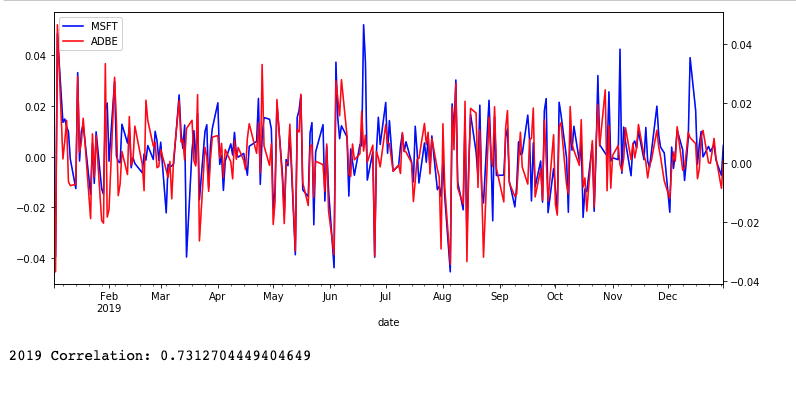 MSFT
ADBE
0.04
0.02
0.00
−0.02
−0.04
0.04
0.02
0.00
−0.02
−0.04
Feb Mar Apr May Jun Jul Aug Sep Oct Nov Dec
2019
date
2019 Correlation: 0.7312704449404649